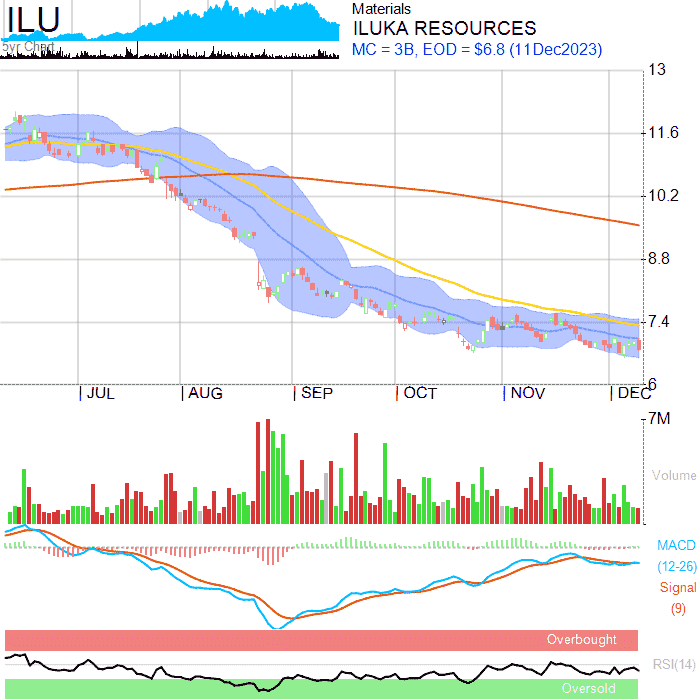 ILU
5yr Chart
Materials
ILUKA RESOURCES
MC = 3B, EOD = $6.8 (11Dec2023)
13
11.6
10.2
8.8
7.4
6
JUL AUG SEP OCT NOV DEC
7M
Volume
MACD
(12-26)
Signal
(9)
Overbought
RSI(14)
Oversold